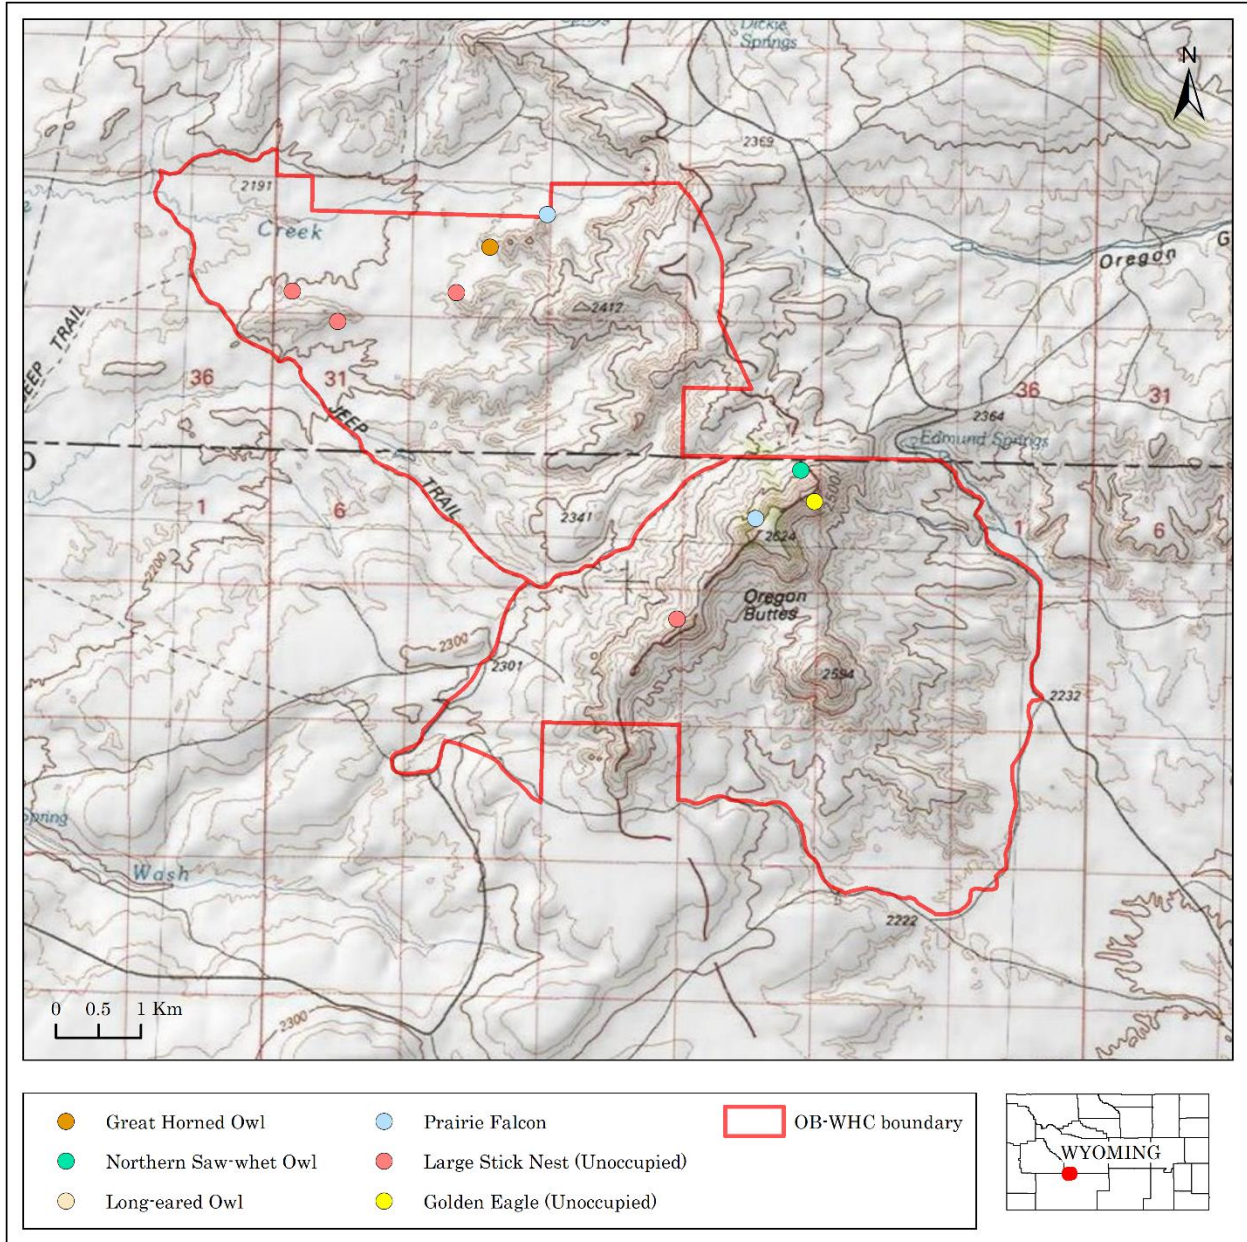 Dickie
Springs
N
2369
2191
Creek
Oregon
G
2412
JEEP TRAIL
36
31
36
31
JEEP
2364
Edmund Springs
TRAIL
1
6
2341
2624
1
6
2200
Oregon
Buttes
2300
2301
2594
2232
Spring
Wash
2222
0 0.5 1 Km
2300
Great Horned Owl
Prairie Falcon
OB-WHC boundary
Northern Saw-whet Owl
Large Stick Nest (Unoccupied)
WYOMING
Long-eared Owl
Golden Eagle (Unoccupied)